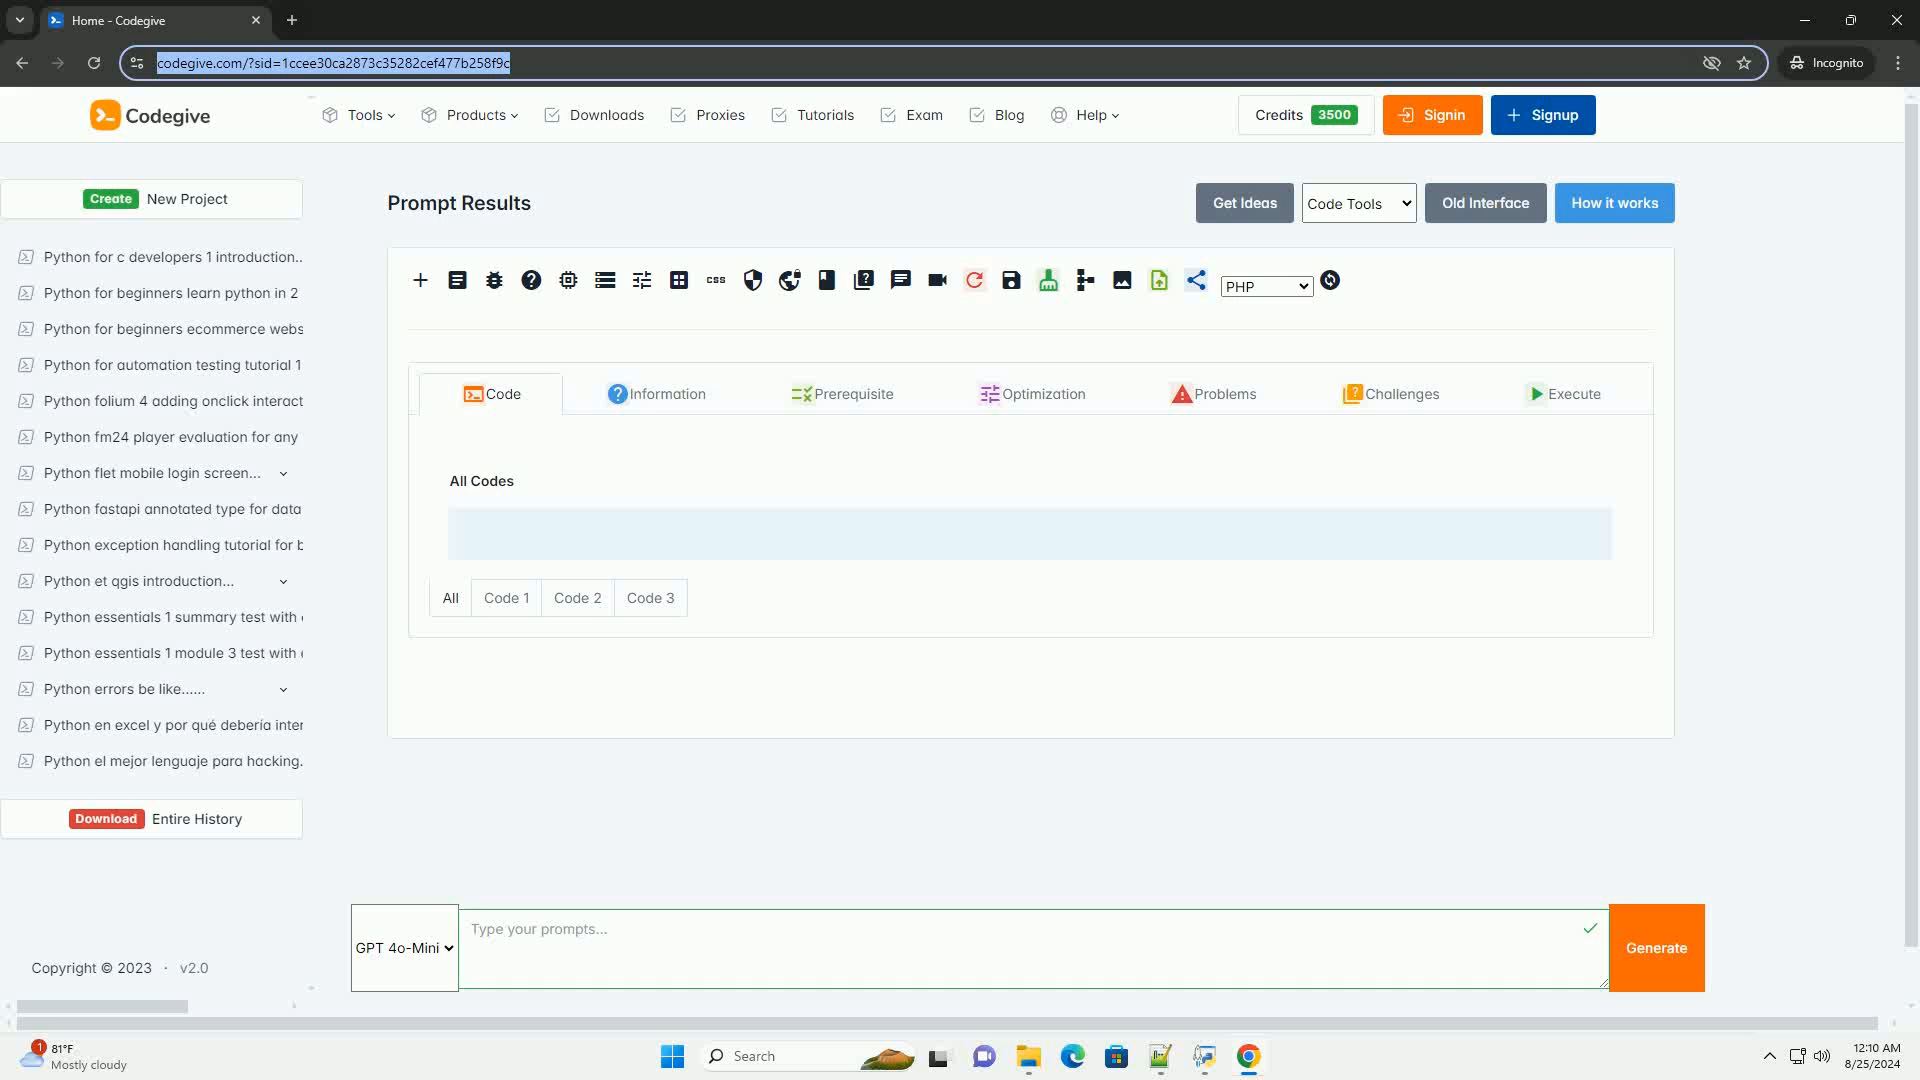 Home - Codegive
codegive.com/?sid=1ccee30ca2873c35282cef477b258f9c
Incognito
Codegive
Tools
Products
Downloads
Proxies
Tutorials
Exam
Blog
Help
Credits 3500
Signin
Signup
Create New Project
Python for c developers 1 introduction..
Python for beginners learn python in 2
Python for beginners ecommerce webs
Python for automation testing tutorial 1
Python folium 4 adding onclick interact
Python fm24 player evaluation for any
Python flet mobile login screen...
Python fastapi annotated type for data
Python exception handling tutorial for b
Python et qgis introduction...
Python essentials 1 summary test with
Python essentials 1 module 3 test with
Python errors be like......
Python en excel y por qué debería inter
Python el mejor lenguaje para hacking.
Download Entire History
Copyright © 2023 · v2.0
Prompt Results
Get Ideas
Code Tools
Old Interface
How it works
css
PHP
Code
Information
Prerequisite
Optimization
Problems
Challenges
Execute
All Codes
All
Code 1
Code 2
Code 3
GPT 4o-Mini
Type your prompts...
Generate
1
81°F
Mostly cloudy
Search
12:10 AM
8/25/2024